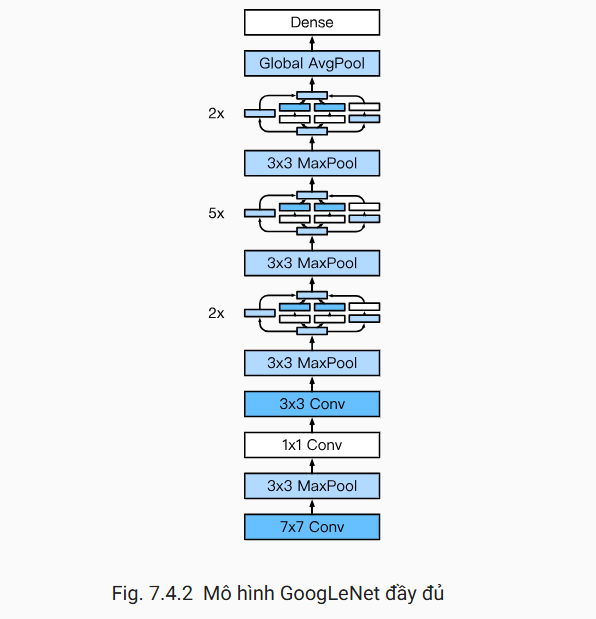 Dense
Global AvgPool
2x
3x3 MaxPool
5x
3x3 MaxPool
2x
3x3 MaxPool
3x3 Conv
1x1 Conv
3x3 MaxPool
7x7 Conv
Fig. 7.4.2 Mô hình GoogLeNet đầy đủ